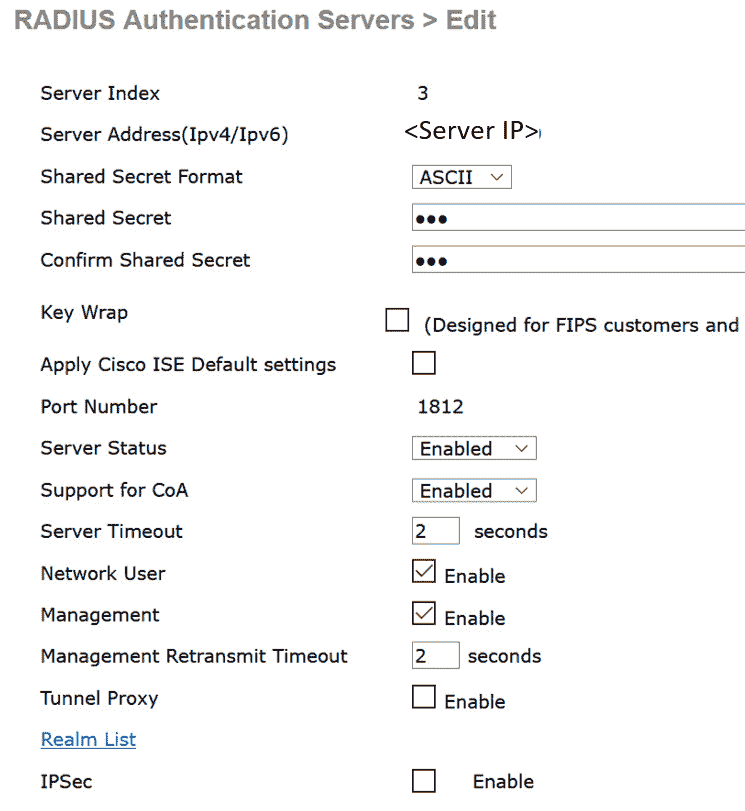 RADIUS Authentication Servers > Edit
Server Index 3
Server Address(Ipv4/Ipv6) <Server IP>
Shared Secret Format ASCII
Shared Secret •••
Confirm Shared Secret •••
Key Wrap (Designed for FIPS customers and
Apply Cisco ISE Default settings
Port Number 1812
Server Status Enabled
Support for CoA Enabled
Server Timeout 2 seconds
Network User Enable
Management Enable
Management Retransmit Timeout 2 seconds
Tunnel Proxy Enable
Realm List
IPSec Enable